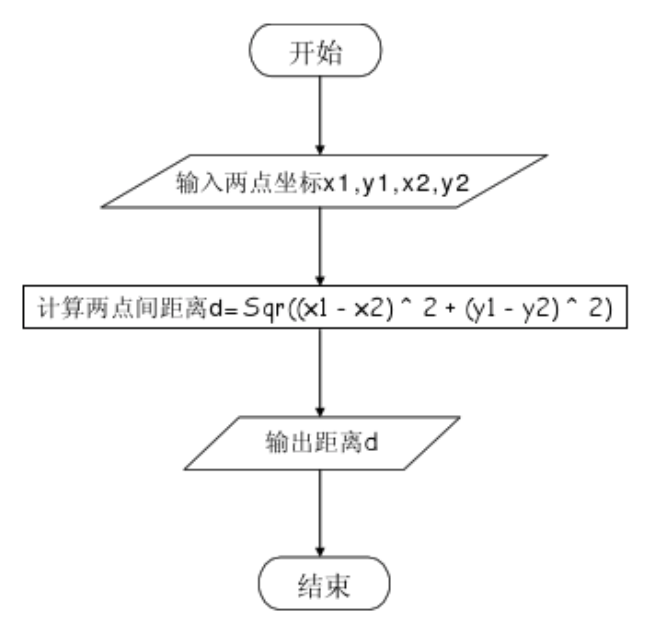 开始
输入两点坐标x1,y1,x2,y2
计算两点间距离d=Sqr((x1 - x2) ^ 2 + (y1 - y2) ^ 2)
输出距离d
结束